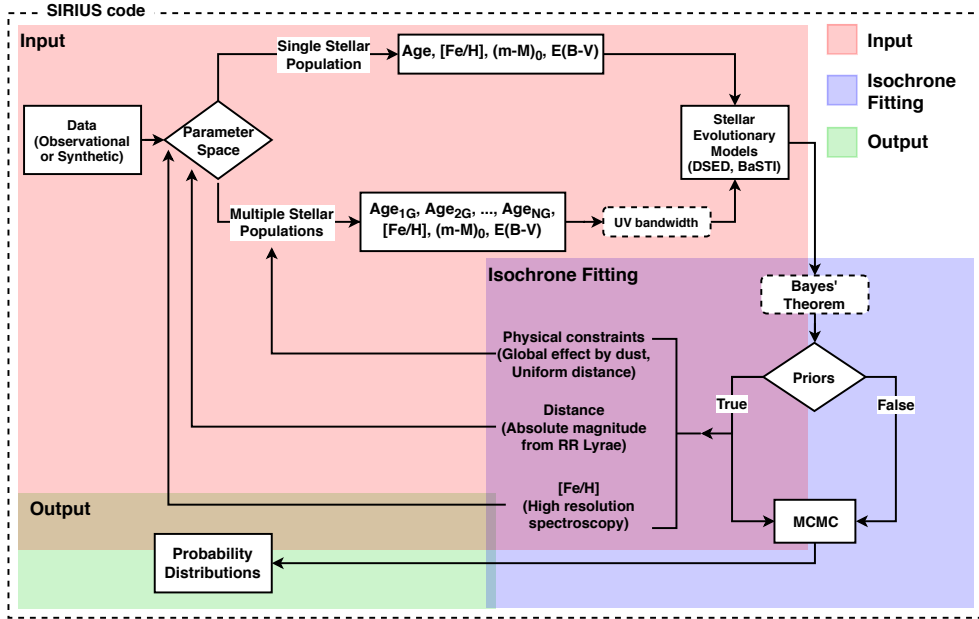 SIRIUS code
Input
Single Stellar
Population
Age, [Fe/H], (m-M)₀, E(B-V)
Input
Isochrone
Fitting
Output
Data
(Observational
or Synthetic)
Parameter
Space
Stellar
Evolutionary
Models
(DSED, BaSTI)
Multiple Stellar
Populations
Age1G, Age2G, ..., AgeNG,
[Fe/H], (m-M)₀, E(B-V)
UV bandwidth
Isochrone Fitting
Bayes'
Theorem
Physical constraints
(Global effect by dust,
Uniform distance)
Priors
True
False
Distance
(Absolute magnitude
from RR Lyrae)
[Fe/H]
(High resolution
spectroscopy)
MCMC
Output
Probability
Distributions